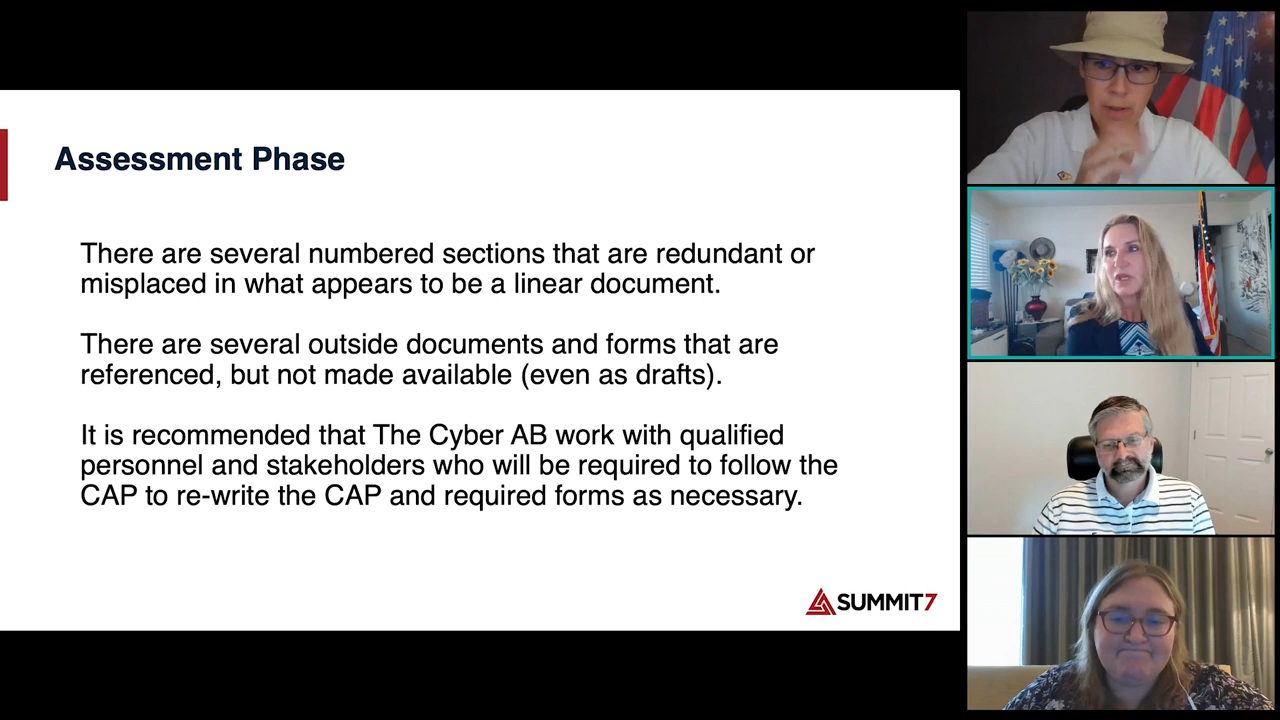 Assessment Phase
There are several numbered sections that are redundant or
misplaced in what appears to be a linear document.
There are several outside documents and forms that are
referenced, but not made available (even as drafts).
It is recommended that The Cyber AB work with qualified
personnel and stakeholders who will be required to follow the
CAP to re-write the CAP and required forms as necessary.
SUMMIT7